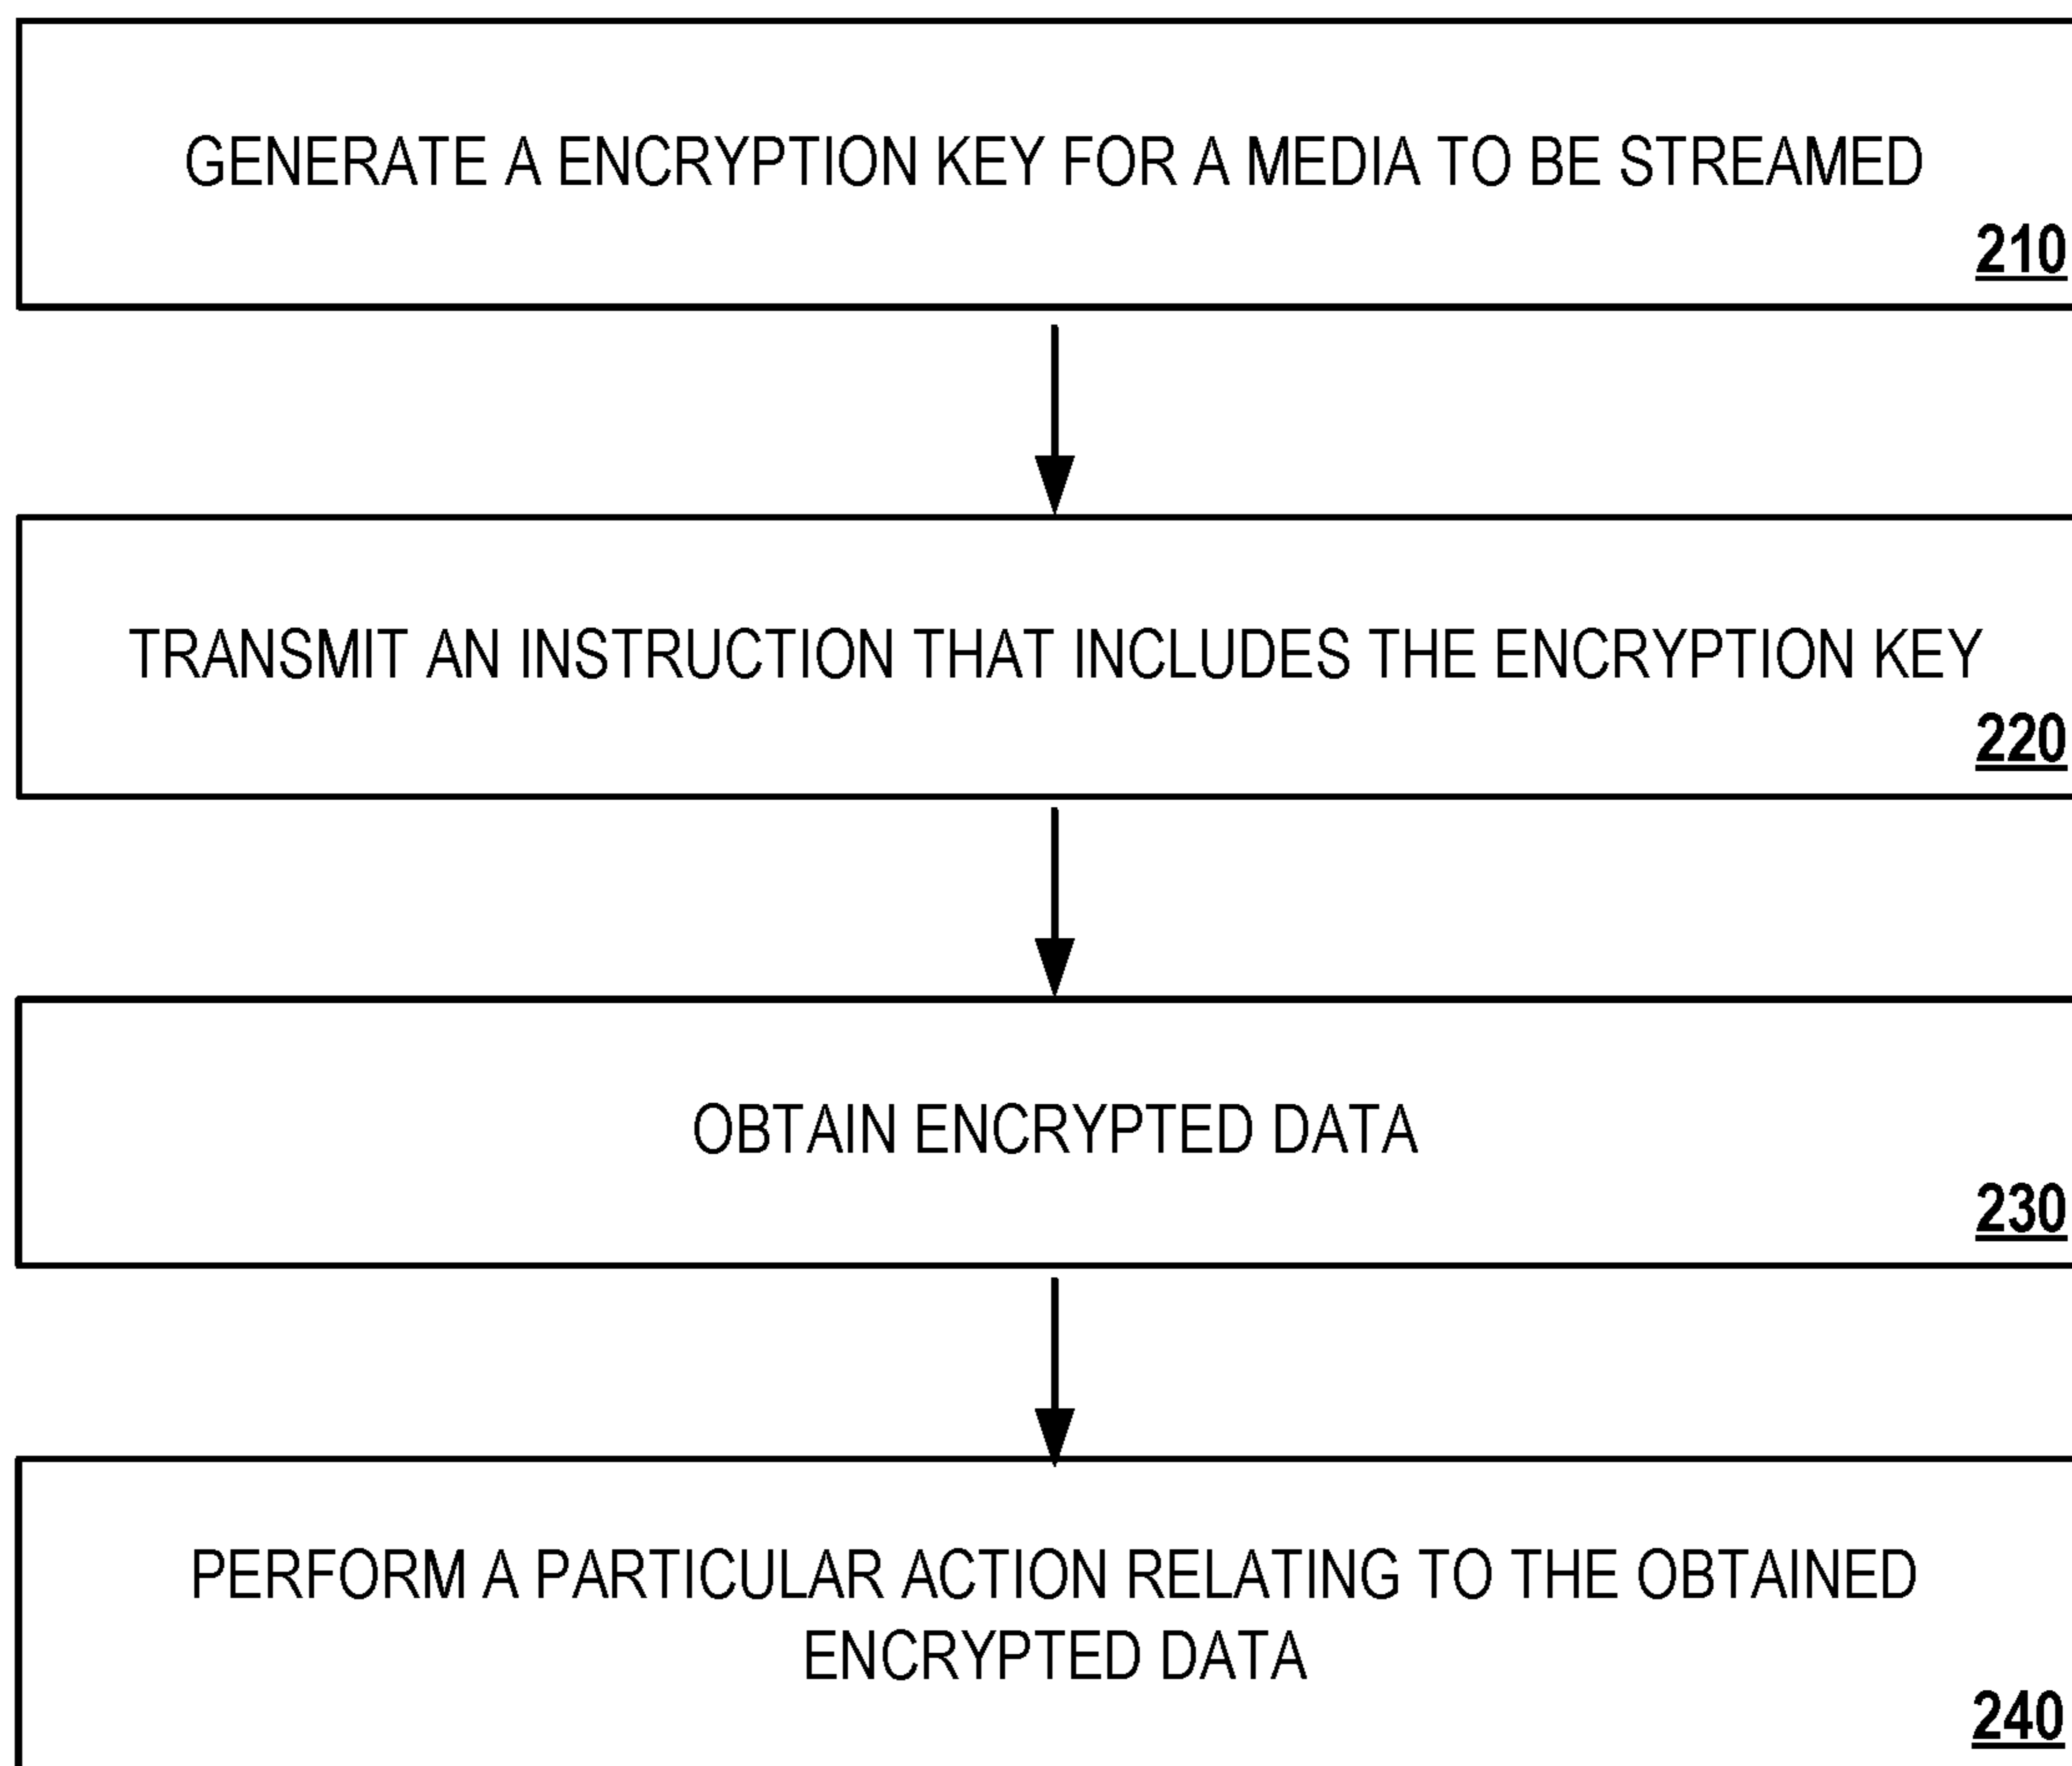 GENERATE A ENCRYPTION KEY FOR A MEDIA TO BE STREAMED
210
TRANSMIT AN INSTRUCTION THAT INCLUDES THE ENCRYPTION KEY
220
OBTAIN ENCRYPTED DATA
230
PERFORM A PARTICULAR ACTION RELATING TO THE OBTAINED
ENCRYPTED DATA
240